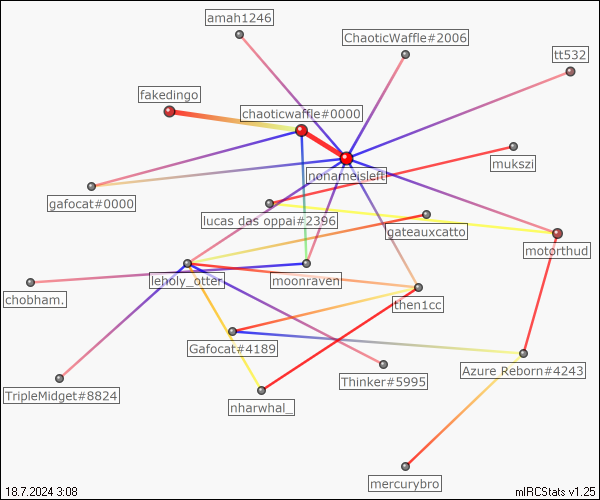 amah1246
ChaoticWaffle#2006
tt532
fakedingo
chaoticwaffle#0000
mukszi
nonameisleft
gafocat#0000
lucas das oppai#2396
gateauxcatto
motorthud
leholy_otter
moonraven
chobham.
then1cc
Gafocat#4189
Azure Reborn#4243
Thinker#5995
TripleMidget#8824
nharwhal_
mercurybro
18.7.2024 3:08
mIRCStats v1.25